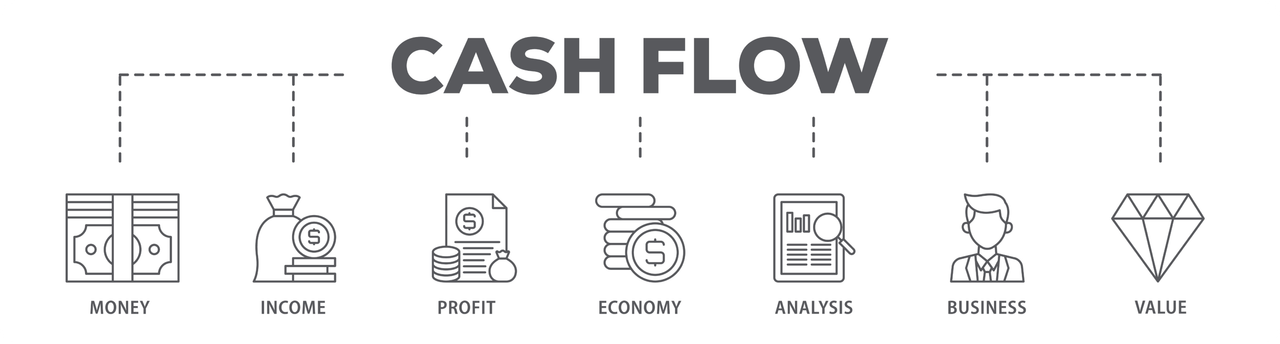 CASH FLOW
$
$
$
MONEY
INCOME
PROFIT
ECONOMY
ANALYSIS
BUSINESS
VALUE